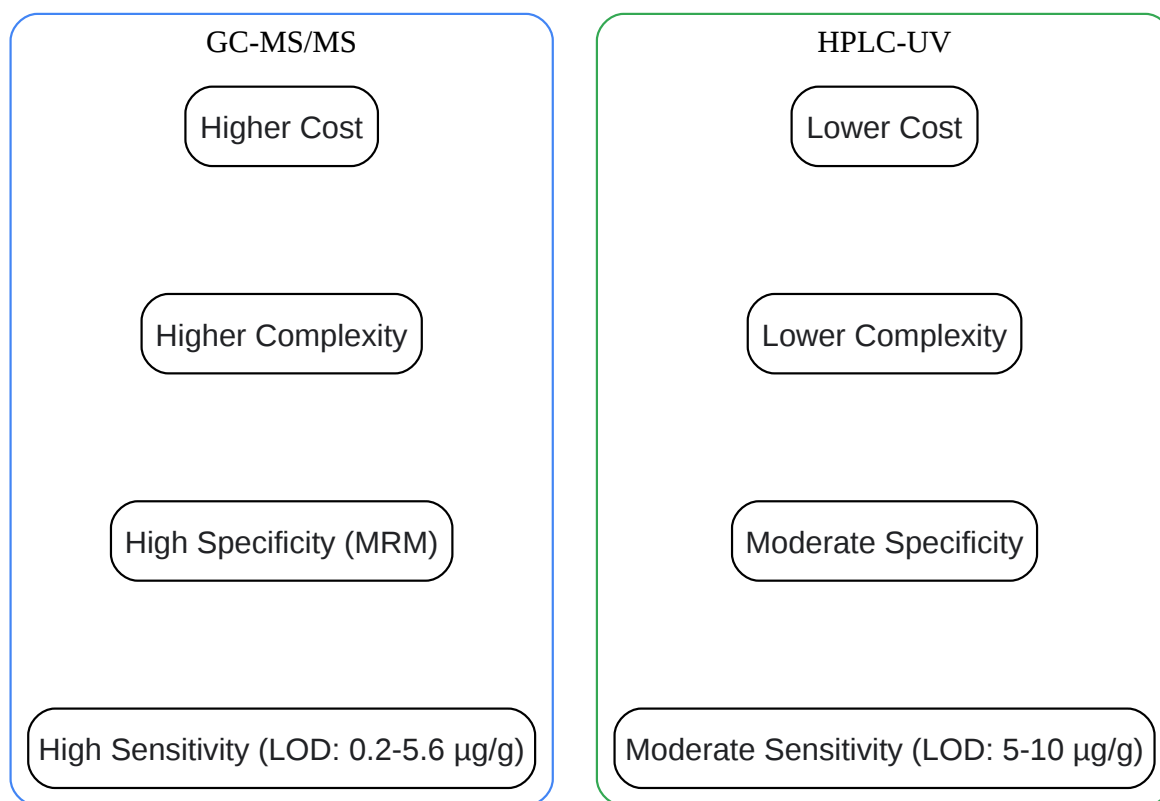 GC-MS/MS
Higher Cost
Higher Complexity
High Specificity (MRM)
High Sensitivity (LOD: 0.2-5.6 µg/g)
HPLC-UV
Lower Cost
Lower Complexity
Moderate Specificity
Moderate Sensitivity (LOD: 5-10 µg/g)